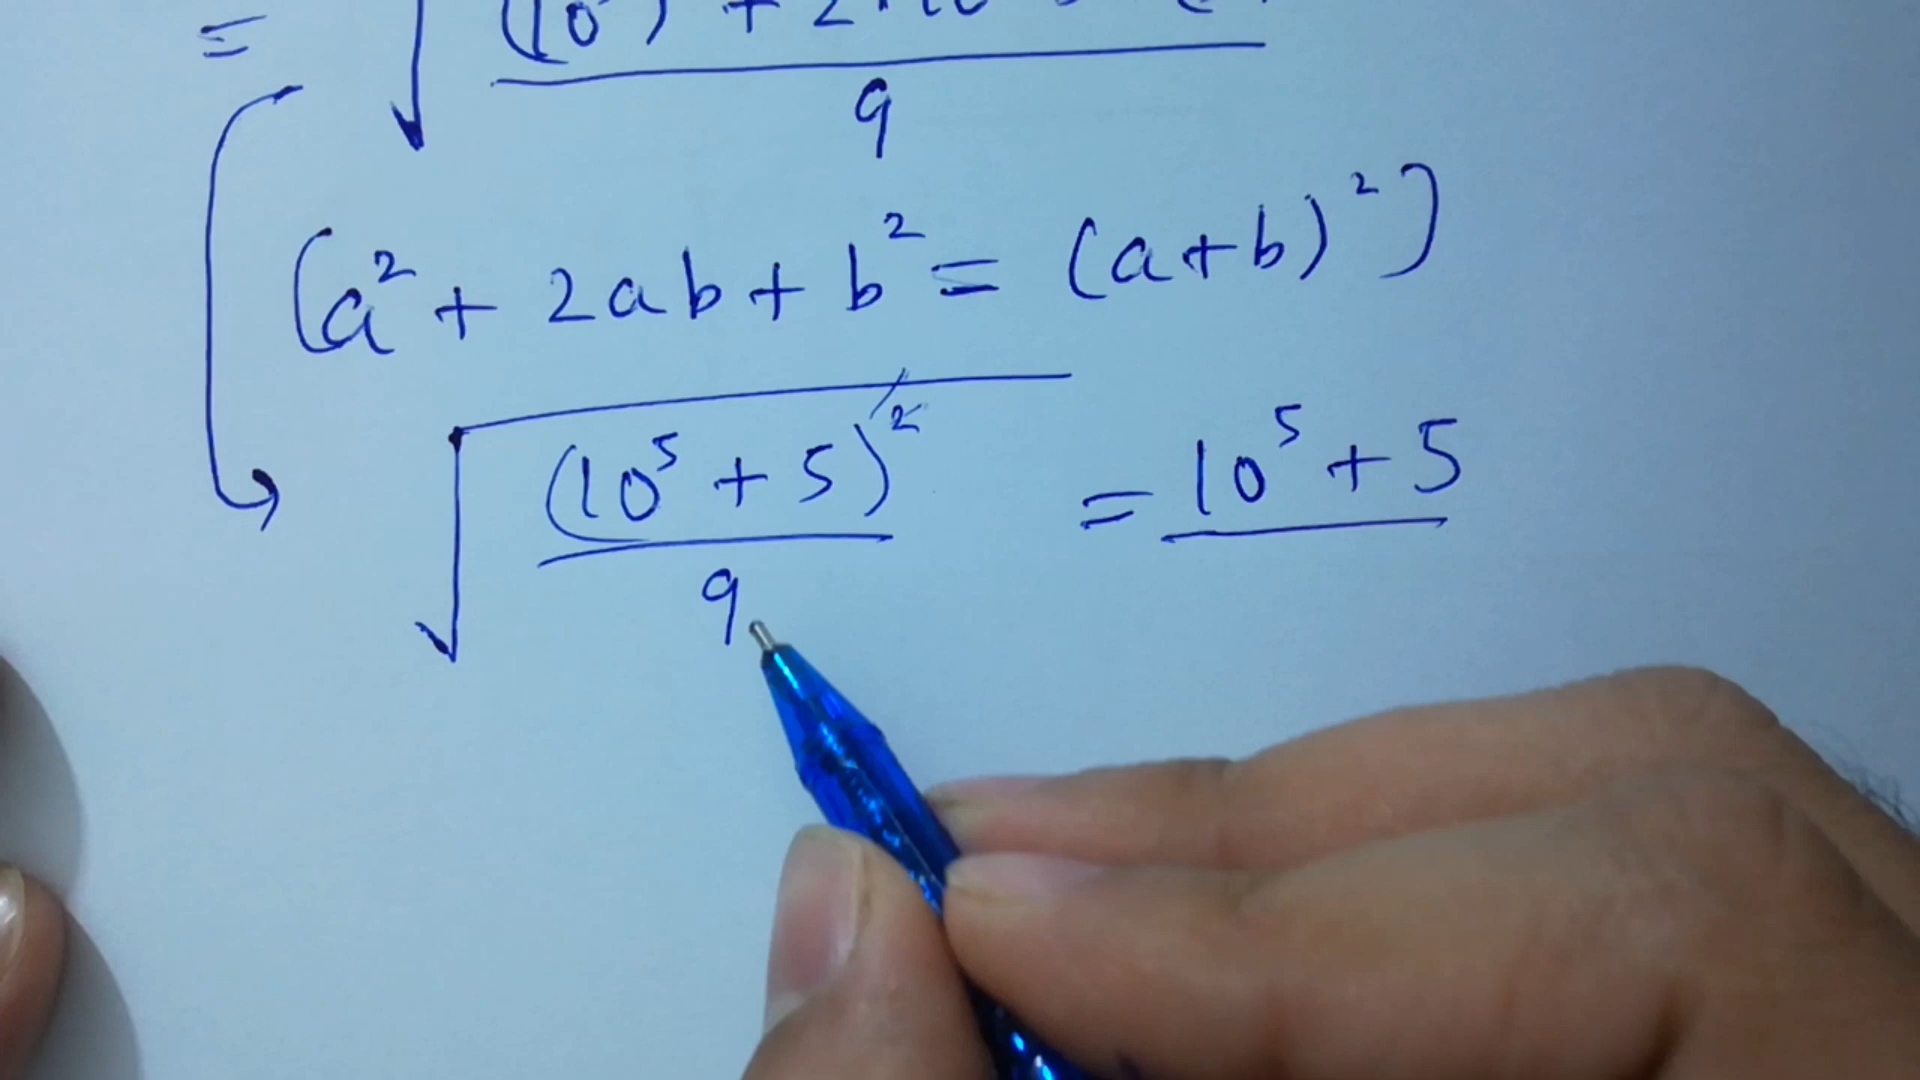 =
9
(a² + 2ab + b² = (a+b)²)
√((10⁵ + 5)² / 9) = 10⁵ + 5